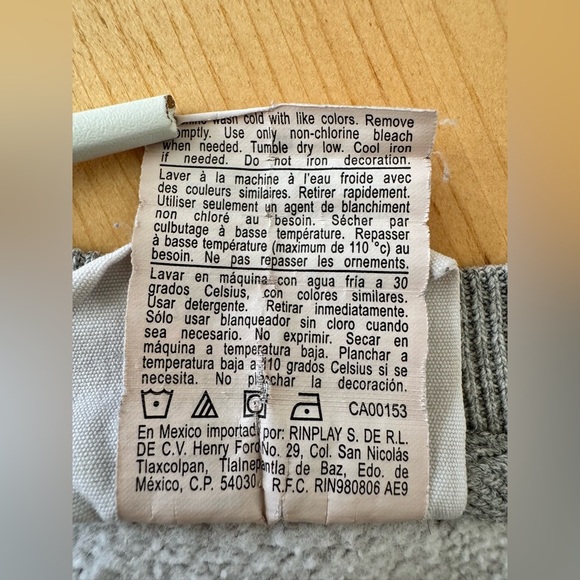 wash cold with like colors. Remove
promptly. Use only non-chlorine bleach
when needed. Tumble dry low. Cool iron
if needed. Do not iron decoration.
Laver à la machine à l'eau froide avec
des couleurs similaires. Retirer rapidement.
Utiliser seulement un agent de blanchiment
non chloré au besoin. Sécher par
culbutage à basse température. Repasser
à basse température (maximum de 110 °c) au
besoin. Ne pas repasser les ornements.
Lavar en máquina con agua fría a 30
grados Celsius, con colores similares.
Usar detergente. Retirar inmediatamente.
Sólo usar blanqueador sin cloro cuando
sea necesario. No exprimir. Secar en
máquina a temperatura baja. Planchar a
temperatura baja a 110 grados Celsius si se
necesita. No planchar la decoración.
CA00153
En Mexico importado por: RINPLAY S. DE R.L.
DE C.V. Henry Ford No. 29, Col. San Nicolás
Tlaxcolpan, Tlalnepantla de Baz, Edo. de
México, C.P. 54030. R.F.C. RIN980806 AE9